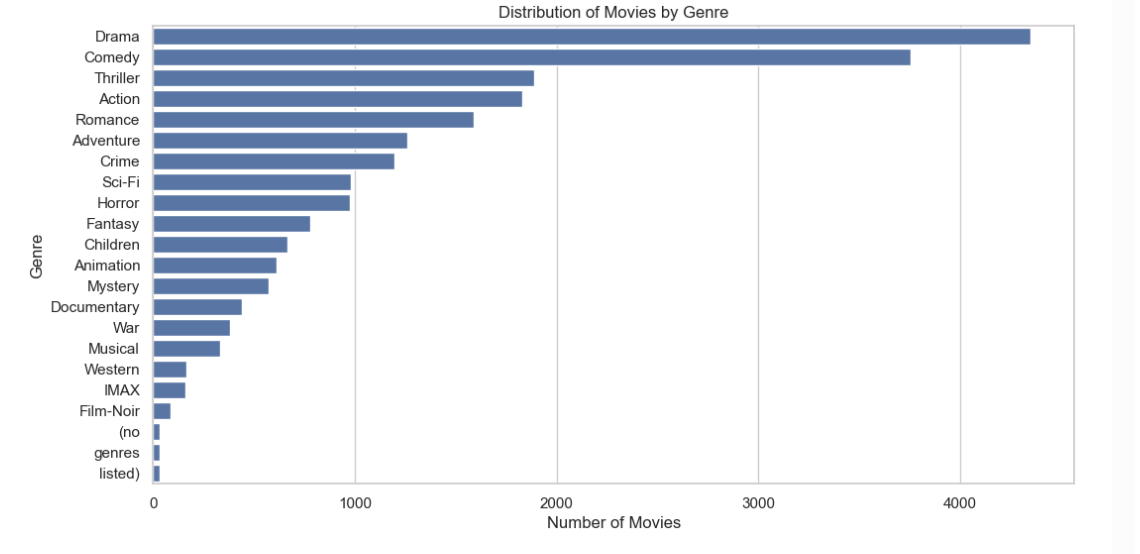 Distribution of Movies by Genre
Drama
Comedy
Thriller
Action
Romance
Adventure
Crime
Sci-Fi
Horror
Fantasy
Children
Animation
Mystery
Documentary
War
Musical
Western
IMAX
Film-Noir
(no
genres
listed)
Genre
0 1000 2000 3000 4000
Number of Movies